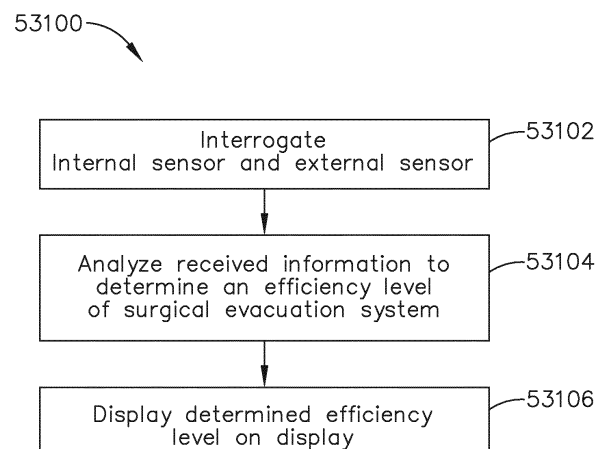 53100
Interrogate
Internal sensor and external sensor
53102
Analyze received information to
determine an efficiency level
of surgical evacuation system
53104
Display determined efficiency
level on display
53106